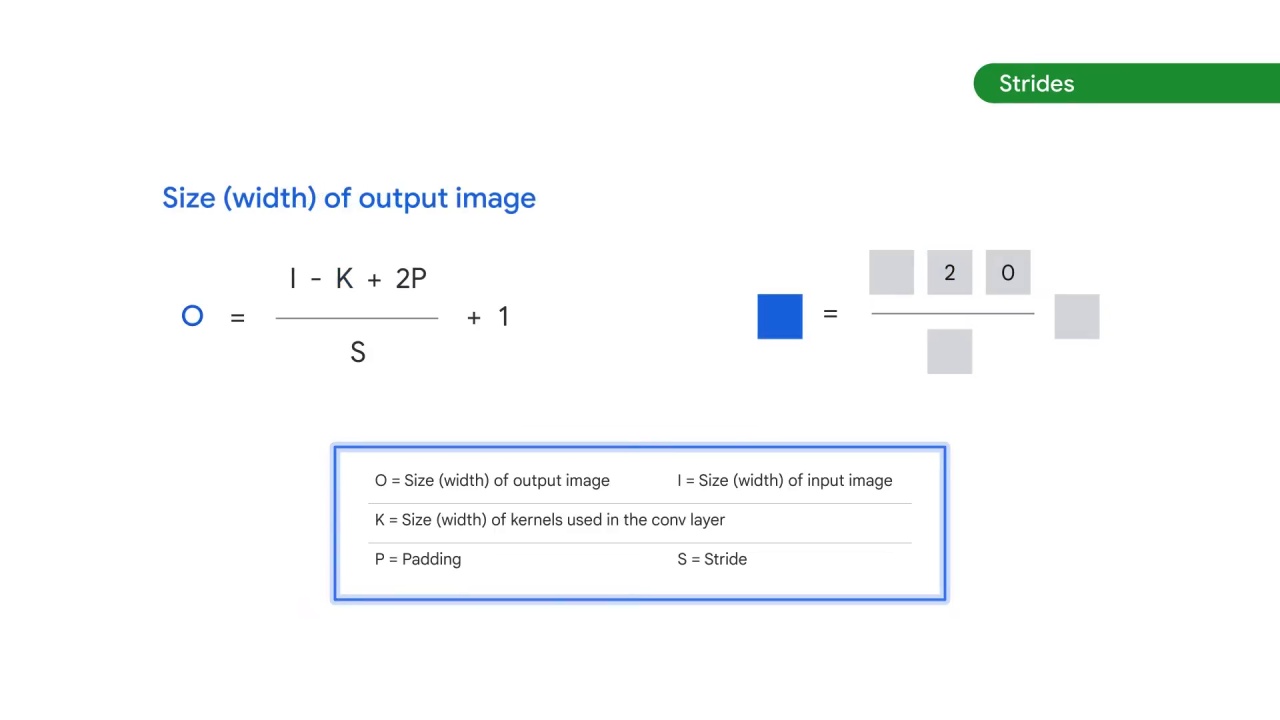 Strides
Size (width) of output image
I - K + 2P
O = + 1
S
2 0
=
O = Size (width) of output image I = Size (width) of input image
K = Size (width) of kernels used in the conv layer
P = Padding S = Stride